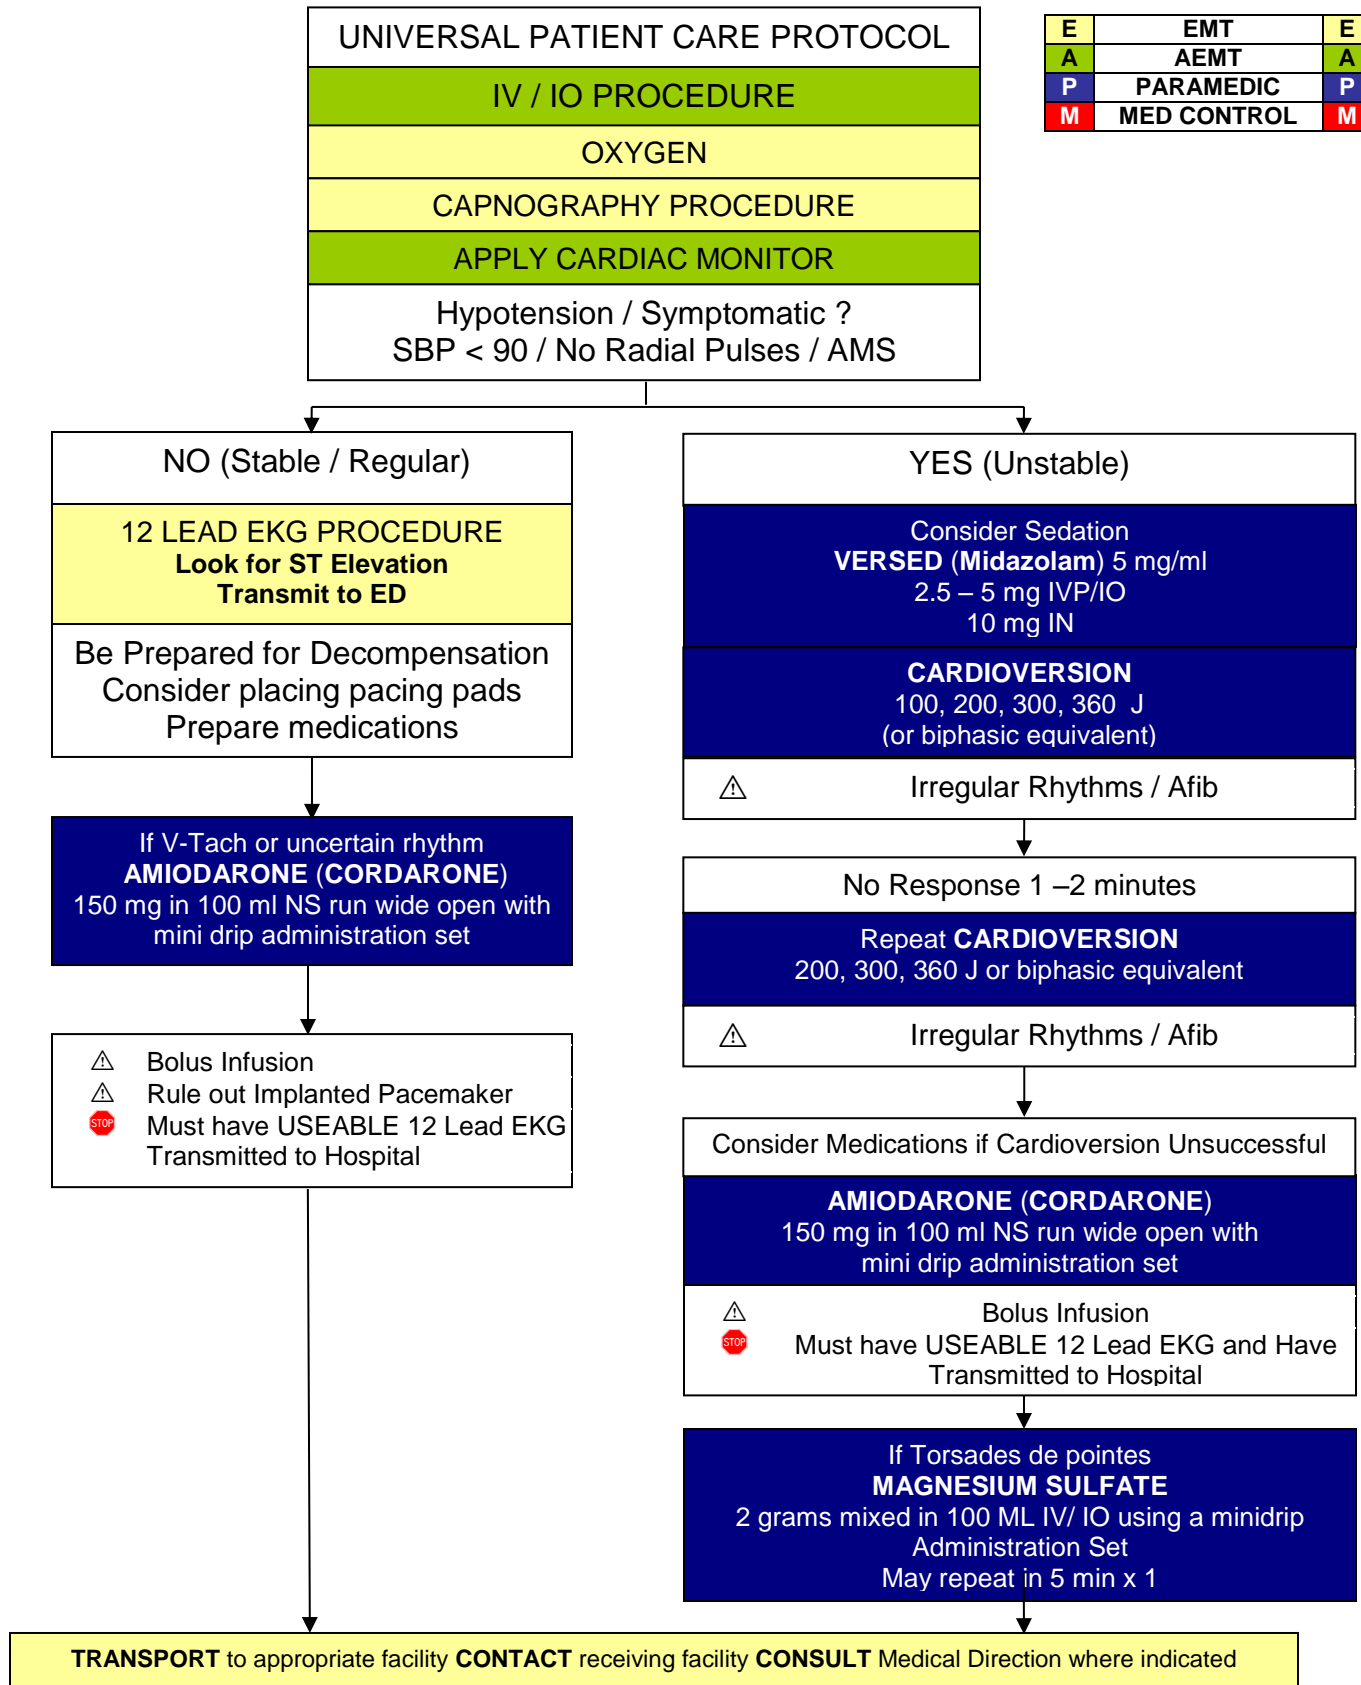 UNIVERSAL PATIENT CARE PROTOCOL
IV / IO PROCEDURE
OXYGEN
CAPNOGRAPHY PROCEDURE
APPLY CARDIAC MONITOR
Hypotension / Symptomatic ?
SBP < 90 / No Radial Pulses / AMS
E EMT E
A AEMT A
P PARAMEDIC P
M MED CONTROL M
NO (Stable / Regular)
12 LEAD EKG PROCEDURE
Look for ST Elevation
Transmit to ED
Be Prepared for Decompensation
Consider placing pacing pads
Prepare medications
If V-Tach or uncertain rhythm
AMIODARONE (CORDARONE)
150 mg in 100 ml NS run wide open with
mini drip administration set
⚠ Bolus Infusion
⚠ Rule out Implanted Pacemaker
STOP Must have USEABLE 12 Lead EKG
Transmitted to Hospital
YES (Unstable)
Consider Sedation
VERSED (Midazolam) 5 mg/ml
2.5 – 5 mg IVP/IO
10 mg IN
CARDIOVERSION
100, 200, 300, 360 J
(or biphasic equivalent)
⚠ Irregular Rhythms / Afib
No Response 1 –2 minutes
Repeat CARDIOVERSION
200, 300, 360 J or biphasic equivalent
⚠ Irregular Rhythms / Afib
Consider Medications if Cardioversion Unsuccessful
AMIODARONE (CORDARONE)
150 mg in 100 ml NS run wide open with
mini drip administration set
⚠ Bolus Infusion
STOP Must have USEABLE 12 Lead EKG and Have
Transmitted to Hospital
If Torsades de pointes
MAGNESIUM SULFATE
2 grams mixed in 100 ML IV/ IO using a minidrip
Administration Set
May repeat in 5 min x 1
TRANSPORT to appropriate facility CONTACT receiving facility CONSULT Medical Direction where indicated